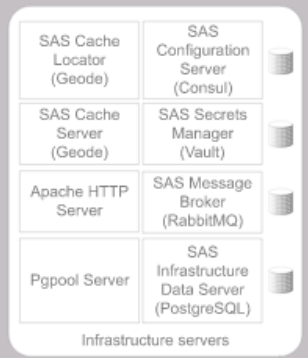 SAS Cache
Locator
(Geode)
SAS
Configuration
Server
(Consul)
SAS Cache
Server
(Geode)
SAS Secrets
Manager
(Vault)
Apache HTTP
Server
SAS Message
Broker
(RabbitMQ)
Pgpool Server
SAS
Infrastructure
Data Server
(PostgreSQL)
Infrastructure servers